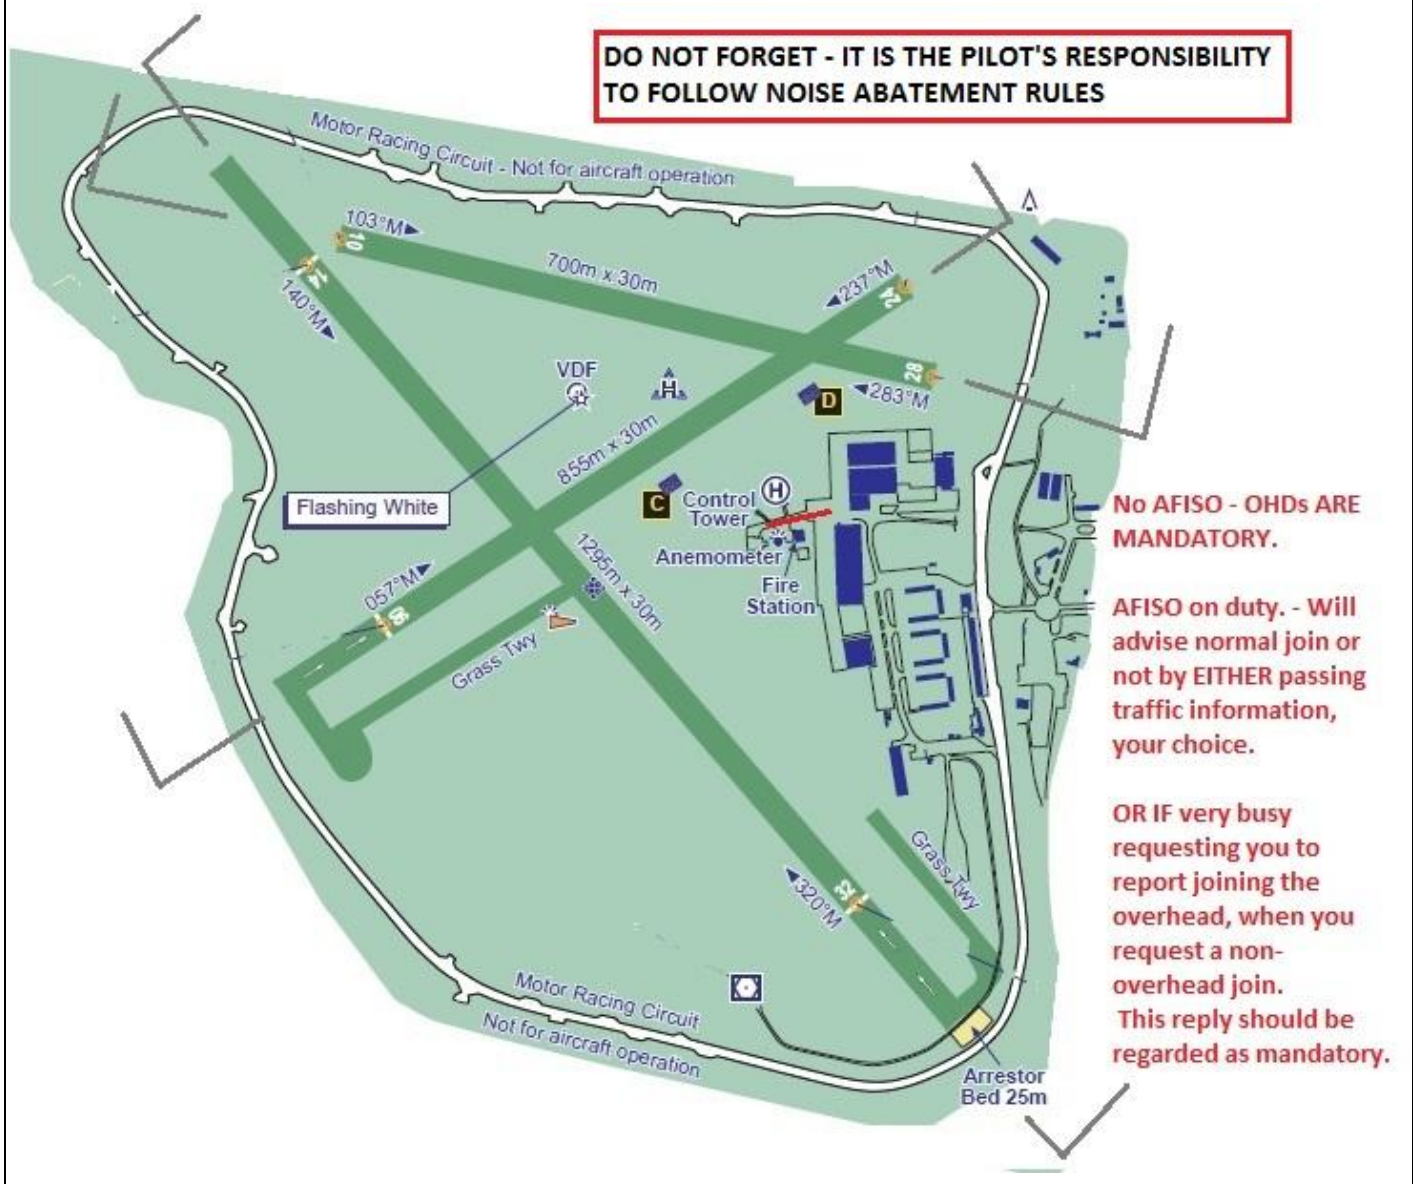 DO NOT FORGET - IT IS THE PILOT'S RESPONSIBILITY
TO FOLLOW NOISE ABATEMENT RULES
Motor Racing Circuit - Not for aircraft operation
103°M
10
700m x 30m
237°M
24
14
140°M
VDF
H
28
283°M
D
855m x 30m
Flashing White
C
Control
Tower
H
Anemometer
Fire
Station
057°M
06
1295m x 30m
Grass Twy
No AFISO - OHDs ARE
MANDATORY.
AFISO on duty. - Will
advise normal join or
not by EITHER passing
traffic information,
your choice.
OR IF very busy
requesting you to
report joining the
overhead, when you
request a non-
overhead join.
This reply should be
regarded as mandatory.
Grass Twy
32
320°M
Motor Racing Circuit
Not for aircraft operation
Arrestor
Bed 25m